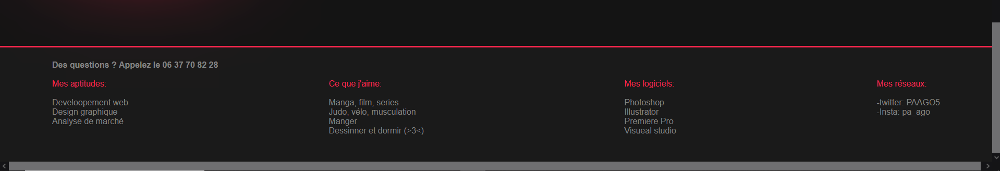 Des questions ? Appelez le 06 37 70 82 28
Mes aptitudes:
Develoopement web
Design graphique
Analyse de marché
Ce que j'aime:
Manga, film, series
Judo, vélo, musculation
Manger
Dessinner et dormir (>3<)
Mes logiciels:
Photoshop
Illustrator
Premiere Pro
Visueal studio
Mes réseaux:
-twitter: PAAGO5
-Insta: pa_ago